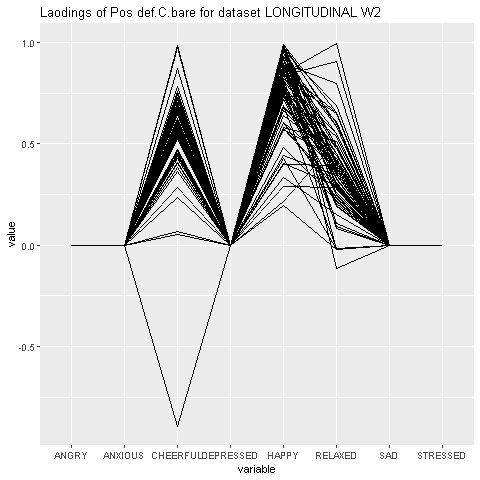 Laodings of Pos def.C.bare for dataset LONGITUDINAL W2
1.0
0.5
0.0
-0.5
value
ANGRY ANXIOUS CHEERFULDEPRESSED HAPPY RELAXED SAD STRESSED
variable